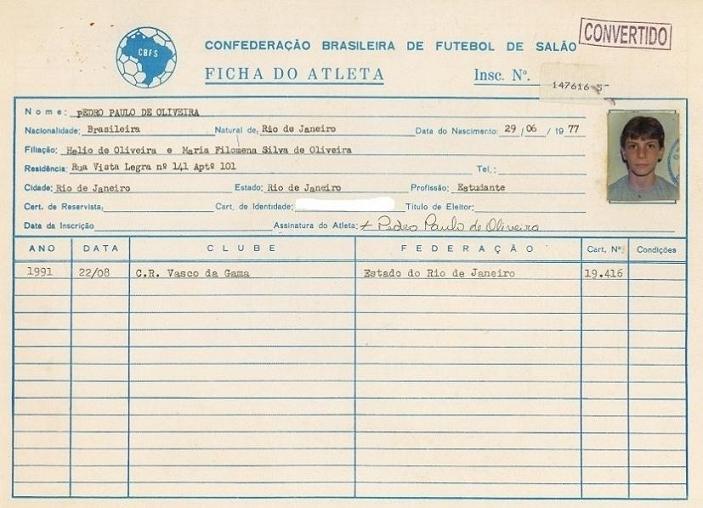 CBFS
CONFEDERAÇÃO BRASILEIRA DE FUTEBOL DE SALÃO
CONVERTIDO
FICHA DO ATLETA Insc. Nº. 147616-5
Nome: pEDRO PAULO DE OLIVEIRA
Nacionalidade: Brasileira Natural de, Rio de Janeiro Data do Nascimento: 29 / 06 / 19 77
Filiação: Helio de Oliveira e Maria Filomena Silva de Oliveira
Residência: Rua Vista Legra nº 141 Aptº 101 Tel.:
Cidade: Rio de Janeiro Estado: Rio de Janeiro Profissão: Estudante
Cert. de Reservista: Cart. de Identidade: Título de Eleitor:
Data da Inscrição Assinatura do Atleta: + Pedro Paulo de Oliveira
ANO DATA CLUBE FEDERAÇÃO Cart. Nº Condições
1991 22/08 C.R. Vasco da Gama Estado do Rio de Janeiro 19.416